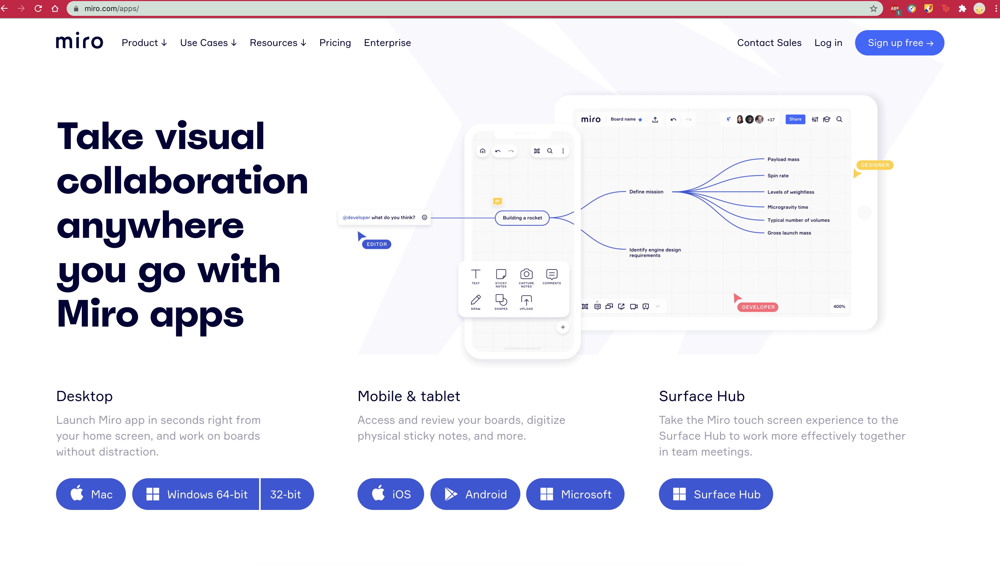 miro.com/apps/
ABP
1
Tp
miro
Product ↓
Use Cases ↓
Resources ↓
Pricing
Enterprise
Contact Sales
Log in
Sign up free →
Take visual
collaboration
anywhere
you go with
Miro apps
miro
Board name
+17
Share
Payload mass
Spin rate
Levels of weightless
Microgravity time
Typical number of volumes
Gross launch mass
DESIGNER
Define mission
@developer what do you think?
Building a rocket
EDITOR
Identify engine design
requirements
TEXT
STICKY
NOTES
CAPTURE
NOTES
COMMENTS
DRAW
SHAPES
UPLOAD
DEVELOPER
400%
Desktop
Launch Miro app in seconds right from
your home screen, and work on boards
without distraction.
Mac
Windows 64-bit
32-bit
Mobile & tablet
Access and review your boards, digitize
physical sticky notes, and more.
iOS
Android
Microsoft
Surface Hub
Take the Miro touch screen experience to the
Surface Hub to work more effectively together
in team meetings.
Surface Hub